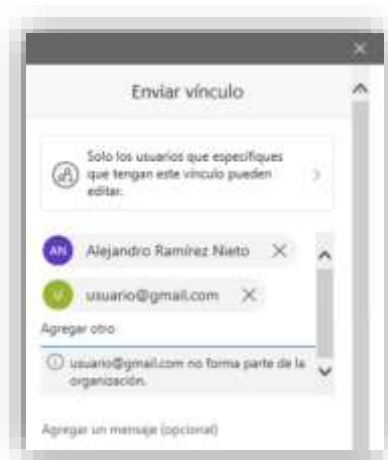 Enviar vínculo
Solo los usuarios que especifiques
que tengan este vínculo pueden
editar.
AN Alejandro Ramírez Nieto
U usuario@gmail.com
Agregar otro
usuario@gmail.com no forma parte de la
organización.
Agregar un mensaje (opcional)